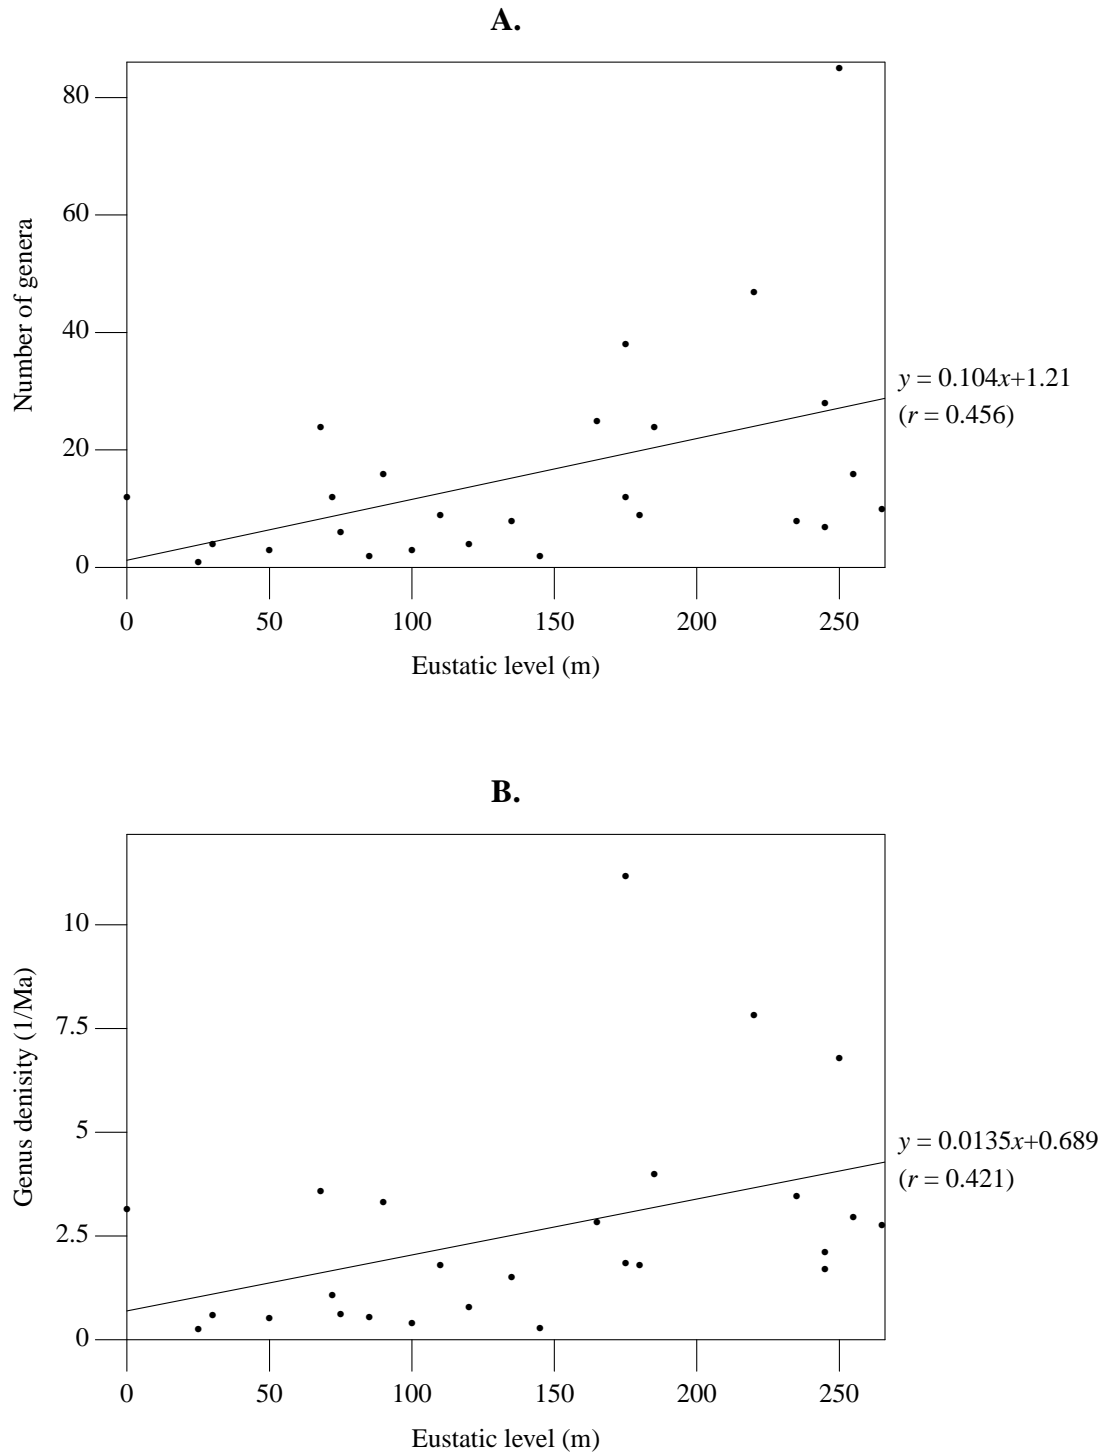 A.
80
60
40
20
0
Number of genera
y = 0.104x+1.21
(r = 0.456)
0 50 100 150 200 250
Eustatic level (m)
B.
10
7.5
5
2.5
0
Genus denisity (1/Ma)
y = 0.0135x+0.689
(r = 0.421)
0 50 100 150 200 250
Eustatic level (m)